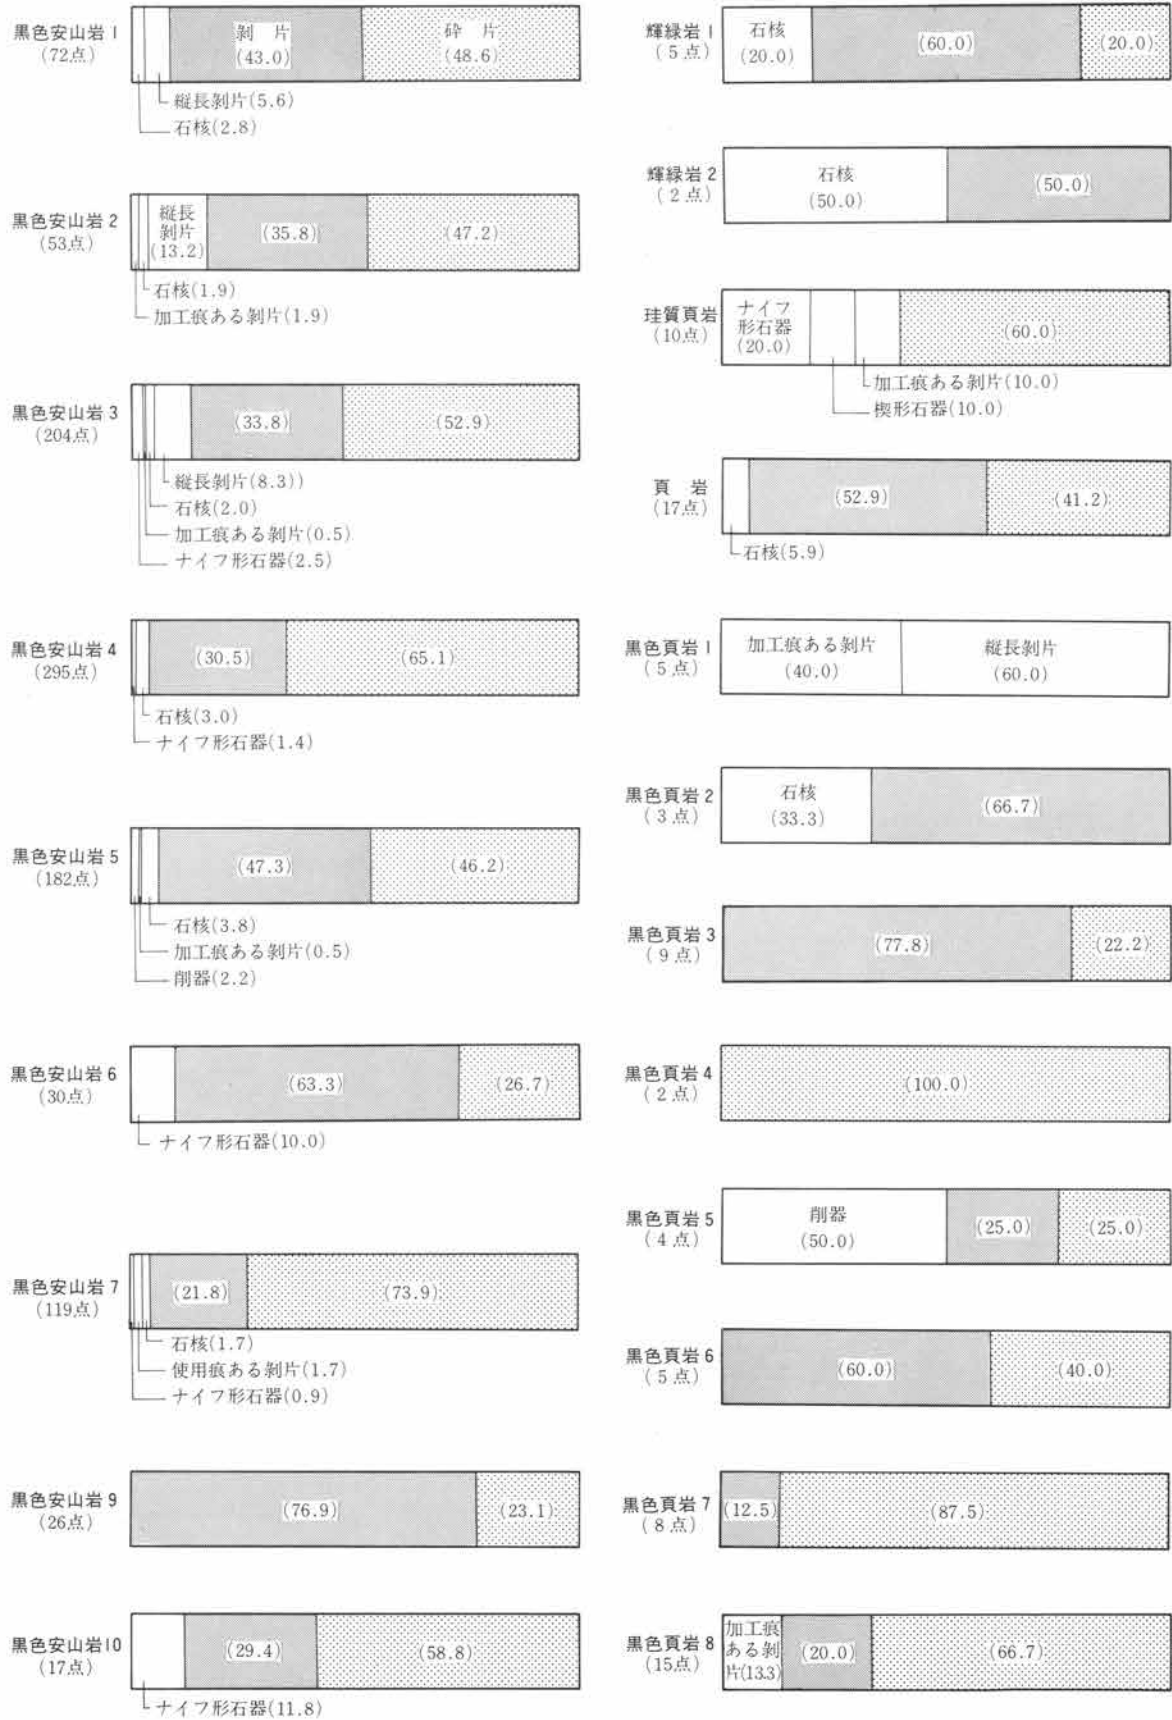 黒色安山岩1
(72点)
剝 片
(43.0)
砕 片
(48.6)
縦長剝片(5.6)
石核(2.8)
黒色安山岩2
(53点)
縦長
剝片
(13.2)
(35.8)
(47.2)
石核(1.9)
加工痕ある剝片(1.9)
黒色安山岩3
(204点)
(33.8)
(52.9)
縦長剝片(8.3))
石核(2.0)
加工痕ある剝片(0.5)
ナイフ形石器(2.5)
黒色安山岩4
(295点)
(30.5)
(65.1)
石核(3.0)
ナイフ形石器(1.4)
黒色安山岩5
(182点)
(47.3)
(46.2)
石核(3.8)
加工痕ある剝片(0.5)
削器(2.2)
黒色安山岩6
(30点)
(63.3)
(26.7)
ナイフ形石器(10.0)
黒色安山岩7
(119点)
(21.8)
(73.9)
石核(1.7)
使用痕ある剝片(1.7)
ナイフ形石器(0.9)
黒色安山岩9
(26点)
(76.9)
(23.1)
黒色安山岩10
(17点)
(29.4)
(58.8)
ナイフ形石器(11.8)
輝緑岩1
(5点)
石核
(20.0)
(60.0)
(20.0)
輝緑岩2
(2点)
石核
(50.0)
(50.0)
珪質頁岩
(10点)
ナイフ
形石器
(20.0)
(60.0)
加工痕ある剝片(10.0)
楔形石器(10.0)
頁 岩
(17点)
(52.9)
(41.2)
石核(5.9)
黒色頁岩1
(5点)
加工痕ある剝片
(40.0)
縦長剝片
(60.0)
黒色頁岩2
(3点)
石核
(33.3)
(66.7)
黒色頁岩3
(9点)
(77.8)
(22.2)
黒色頁岩4
(2点)
(100.0)
黒色頁岩5
(4点)
削器
(50.0)
(25.0)
(25.0)
黒色頁岩6
(5点)
(60.0)
(40.0)
黒色頁岩7
(8点)
(12.5)
(87.5)
黒色頁岩8
(15点)
加工痕
ある剝
片(13.3)
(20.0)
(66.7)